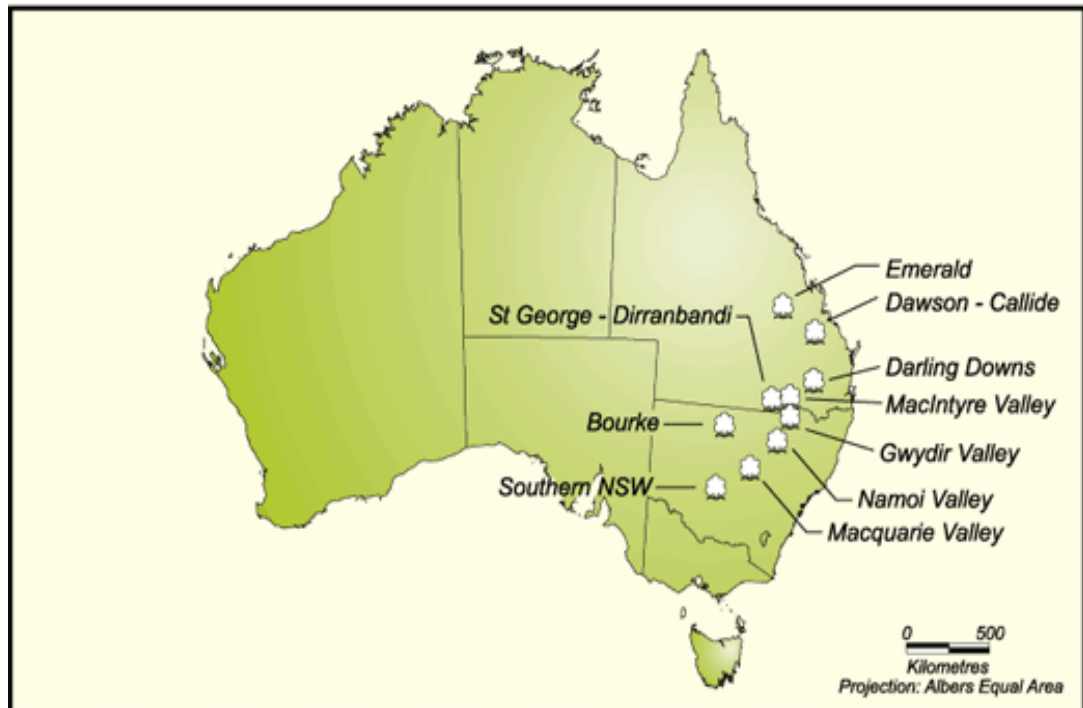 Emerald
Dawson - Callide
St George - Dirranbandi
Darling Downs
MacIntyre Valley
Bourke
Gwydir Valley
Southern NSW
Namoi Valley
Macquarie Valley
0 500
Kilometres
Projection: Albers Equal Area